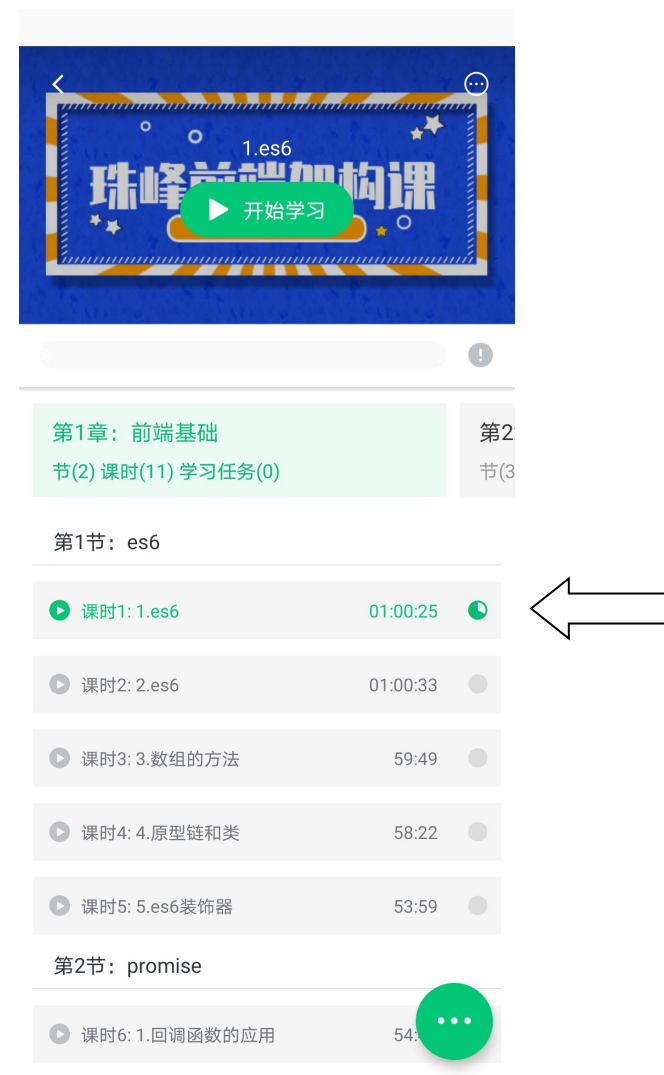 1.es6
珠峰前端架构课
开始学习
第1章：前端基础
节(2) 课时(11) 学习任务(0)
第2
节(3
第1节：es6
课时1: 1.es6 01:00:25
课时2: 2.es6 01:00:33
课时3: 3.数组的方法 59:49
课时4: 4.原型链和类 58:22
课时5: 5.es6装饰器 53:59
第2节：promise
课时6: 1.回调函数的应用 54: